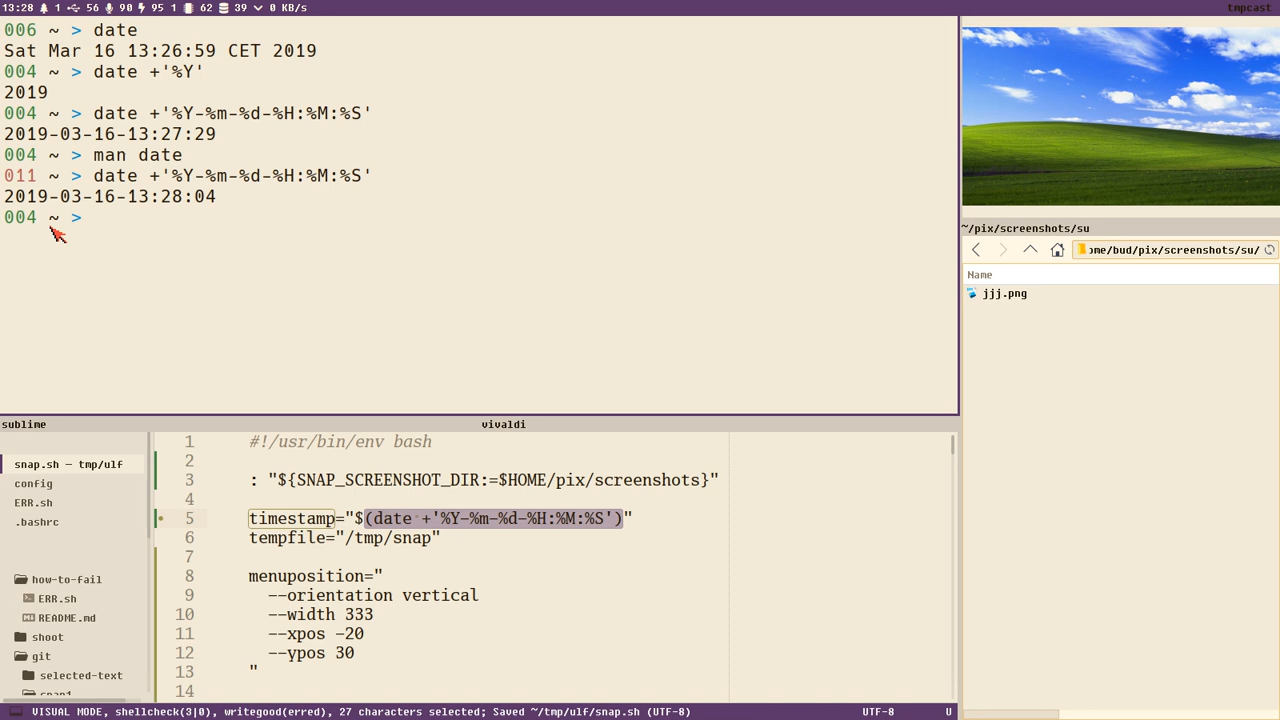 13:28 1 56 90 95 1 62 39 0 KB/s
tmpcast
006 ~ > date
Sat Mar 16 13:26:59 CET 2019
004 ~ > date +'%Y'
2019
004 ~ > date +'%Y-%m-%d-%H:%M:%S'
2019-03-16-13:27:29
004 ~ > man date
011 ~ > date +'%Y-%m-%d-%H:%M:%S'
2019-03-16-13:28:04
004 ~ >
~/pix/screenshots/su
ome/bud/pix/screenshots/su/
Name
jjj.png
sublime
vivaldi
snap.sh — tmp/ulf
config
ERR.sh
.bashrc
how-to-fail
ERR.sh
README.md
shoot
git
selected-text
snap1
1 #!/usr/bin/env bash
2
3 : "${SNAP_SCREENSHOT_DIR:=$HOME/pix/screenshots}"
4
5 timestamp="$(date +'%Y-%m-%d-%H:%M:%S')"
6 tempfile="/tmp/snap"
7
8 menuposition="
9 --orientation vertical
10 --width 333
11 --xpos -20
12 --ypos 30
13 "
14
VISUAL MODE, shellcheck(3|0), writegood(erred), 27 characters selected; Saved ~/tmp/ulf/snap.sh (UTF-8)
UTF-8
U